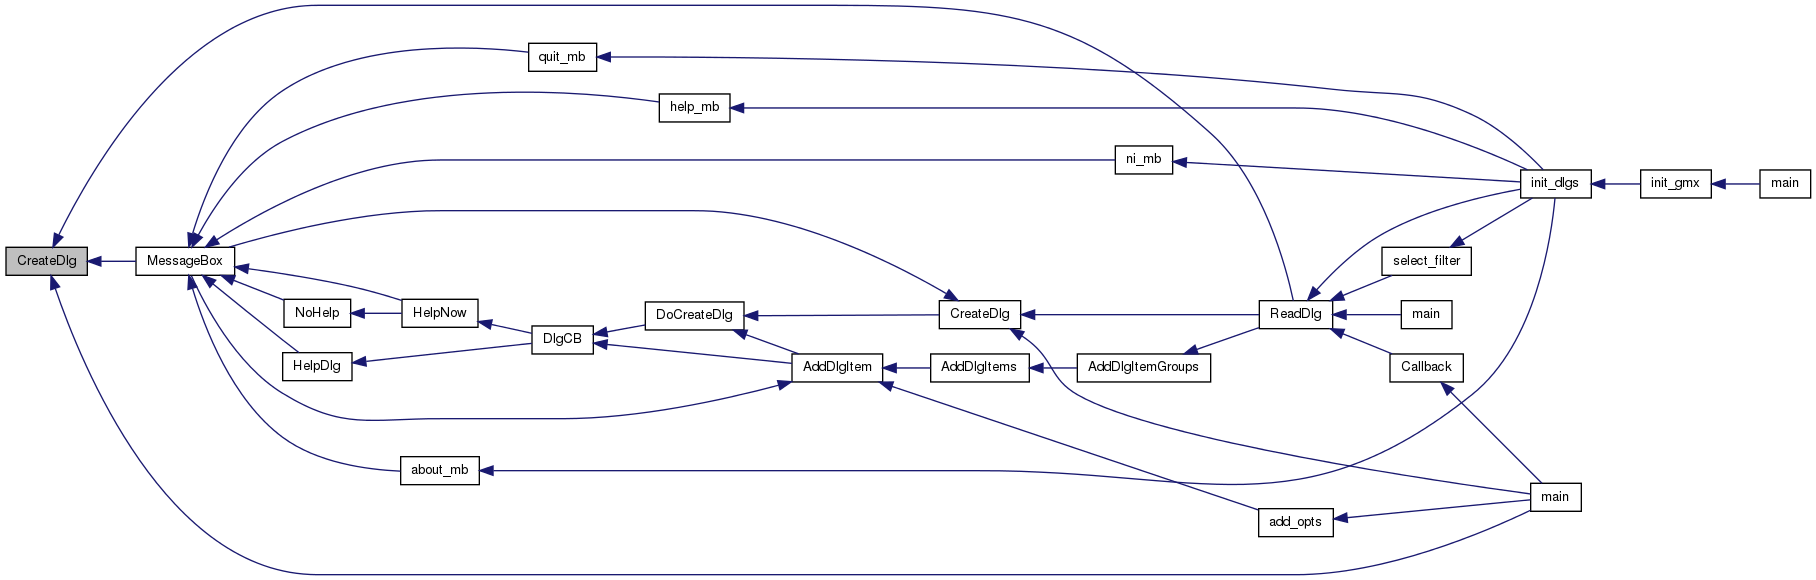 CreateDlg
MessageBox
quit_mb
help_mb
ni_mb
init_dlgs
init_gmx
main
select_filter
NoHelp
HelpNow
DoCreateDlg
CreateDlg
ReadDlg
main
DlgCB
HelpDlg
AddDlgItem
AddDlgItems
AddDlgItemGroups
Callback
about_mb
main
add_opts